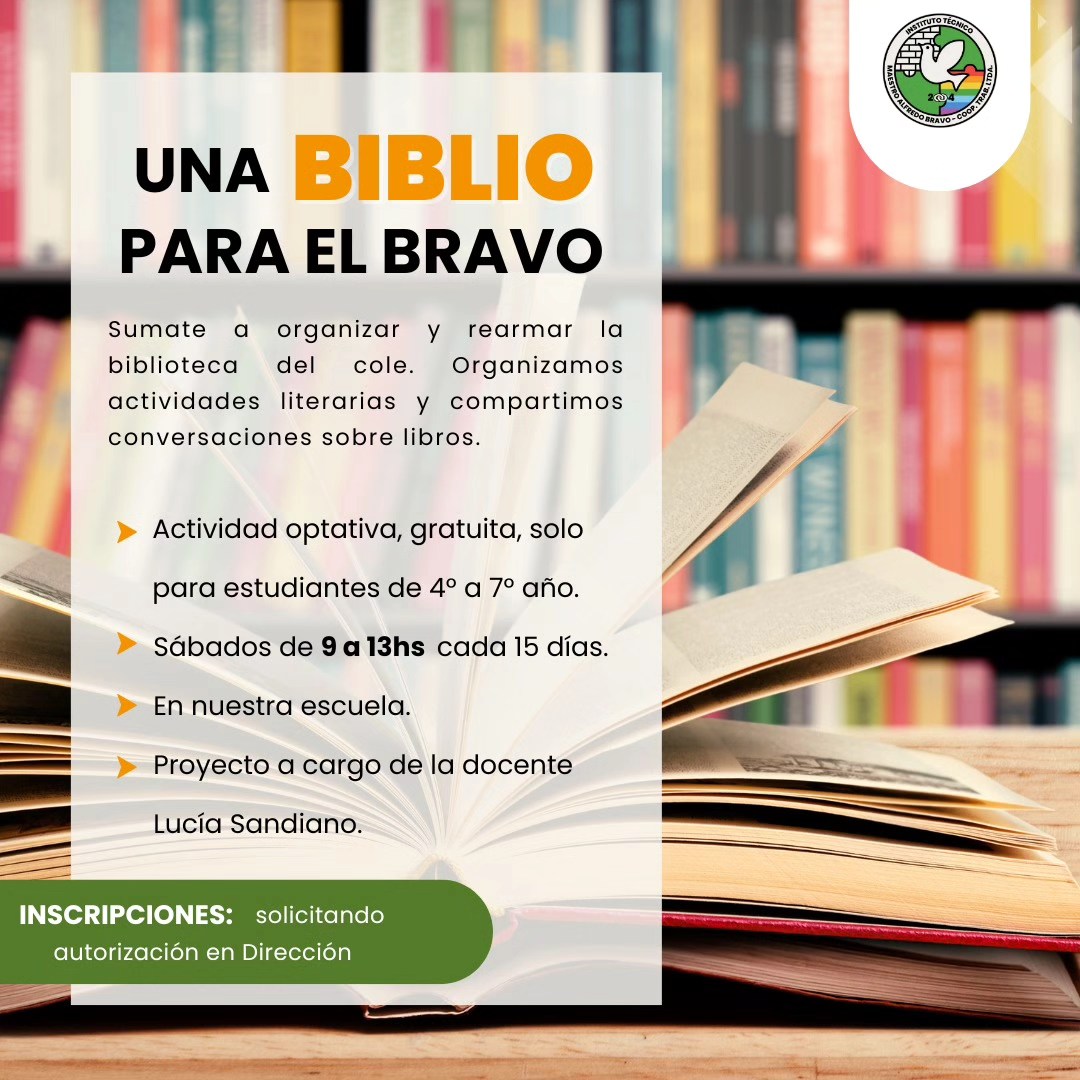 INSTITUTO TÉCNICO
MAESTRO ALFREDO BRAVO - COOP. TRAB. LTDA.
UNA BIBLIO
PARA EL BRAVO
Sumate a organizar y rearmar la
biblioteca del cole. Organizamos
actividades literarias y compartimos
conversaciones sobre libros.
Actividad optativa, gratuita, solo
para estudiantes de 4º a 7º año.
Sábados de 9 a 13hs cada 15 días.
En nuestra escuela.
Proyecto a cargo de la docente
Lucía Sandiano.
INSCRIPCIONES: solicitando
autorización en Dirección